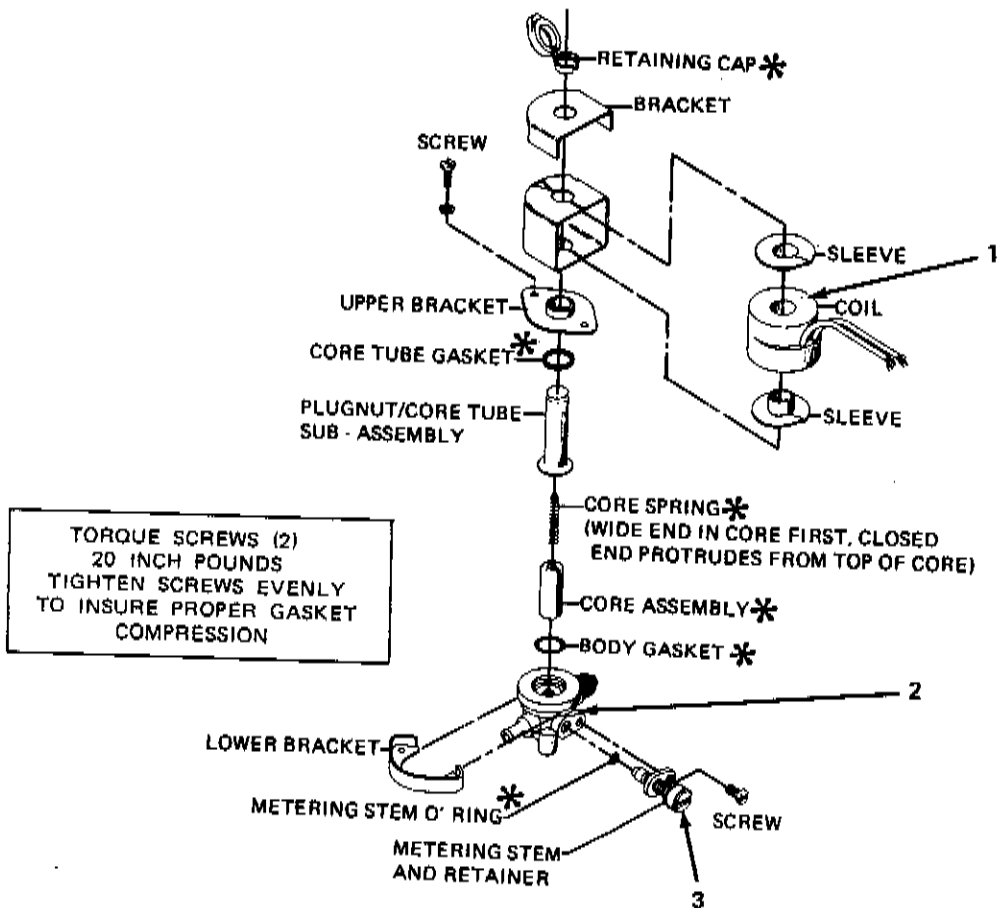 RETAINING CAP *
BRACKET
SCREW
SLEEVE
1
COIL
UPPER BRACKET
CORE TUBE GASKET *
PLUGNUT/CORE TUBE
SUB - ASSEMBLY
SLEEVE
CORE SPRING *
(WIDE END IN CORE FIRST, CLOSED
END PROTRUDES FROM TOP OF CORE)
TORQUE SCREWS (2)
20 INCH POUNDS
TIGHTEN SCREWS EVENLY
TO INSURE PROPER GASKET
COMPRESSION
CORE ASSEMBLY *
BODY GASKET *
2
LOWER BRACKET
METERING STEM O' RING *
SCREW
METERING STEM
AND RETAINER
3